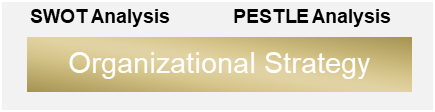 SWOT Analysis PESTLE Analysis
Organizational Strategy